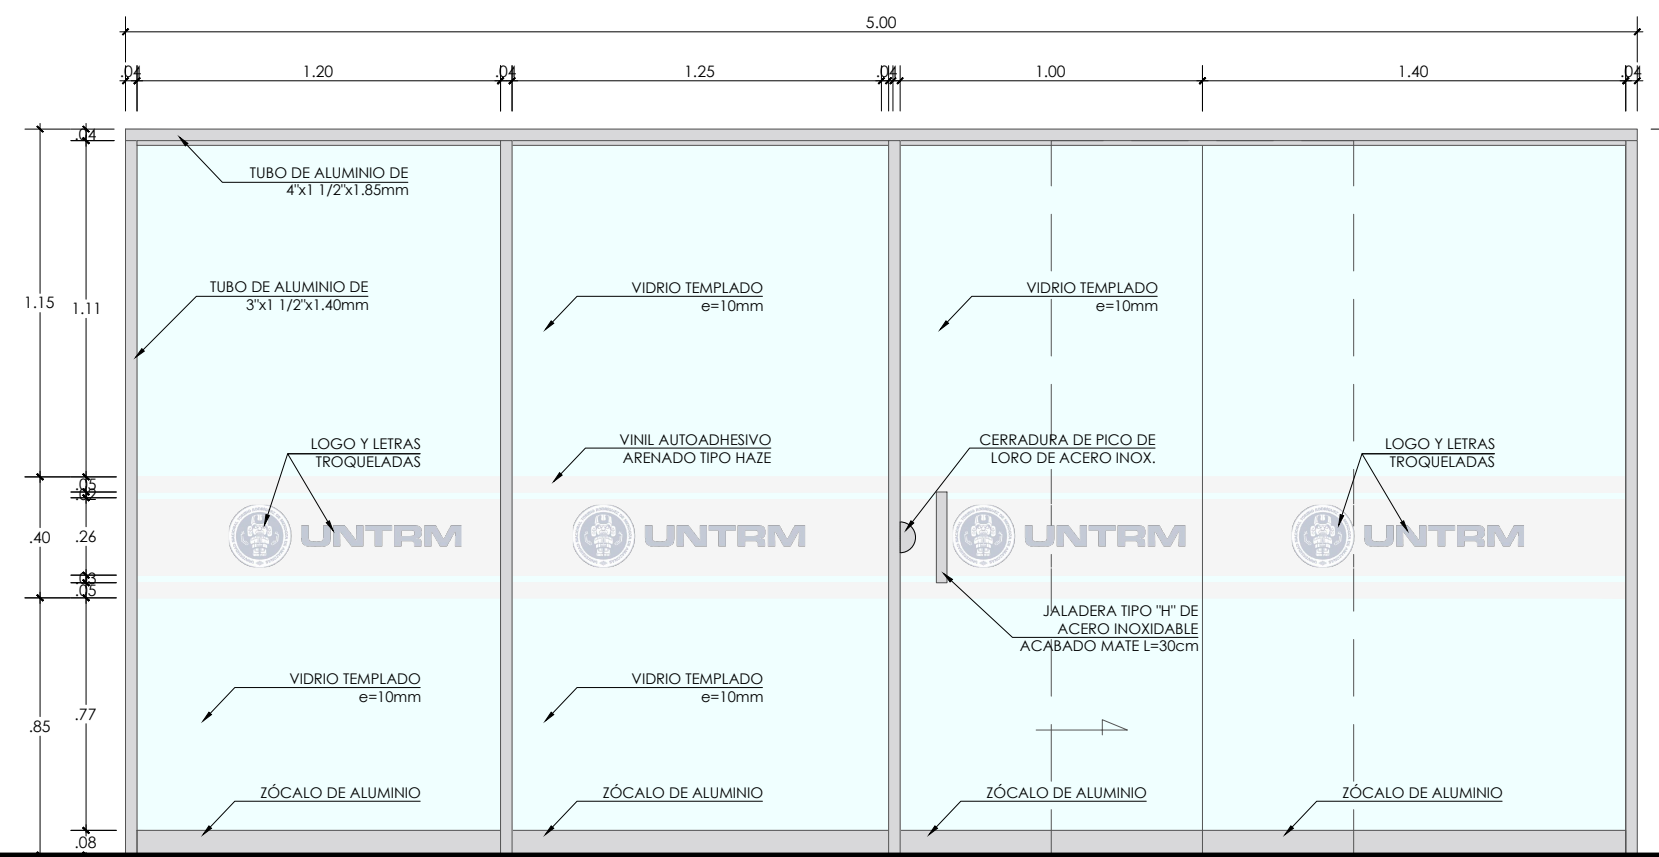 5.00
.04 1.20 .04 1.25 .04 1.00 1.40 .04
.04
TUBO DE ALUMINIO DE
4"x1 1/2"x1.85mm
TUBO DE ALUMINIO DE
3"x1 1/2"x1.40mm
VIDRIO TEMPLADO
e=10mm
VIDRIO TEMPLADO
e=10mm
1.15 1.11
LOGO Y LETRAS
TROQUELADAS
VINIL AUTOADHESIVO
ARENADO TIPO HAZE
CERRADURA DE PICO DE
LORO DE ACERO INOX.
LOGO Y LETRAS
TROQUELADAS
.05
.40 .26
UNTRM UNTRM UNTRM UNTRM
.03
.05
JALADERA TIPO "H" DE
ACERO INOXIDABLE
ACABADO MATE L=30cm
VIDRIO TEMPLADO
e=10mm
VIDRIO TEMPLADO
e=10mm
.85 .77
ZÓCALO DE ALUMINIO ZÓCALO DE ALUMINIO ZÓCALO DE ALUMINIO ZÓCALO DE ALUMINIO
.08